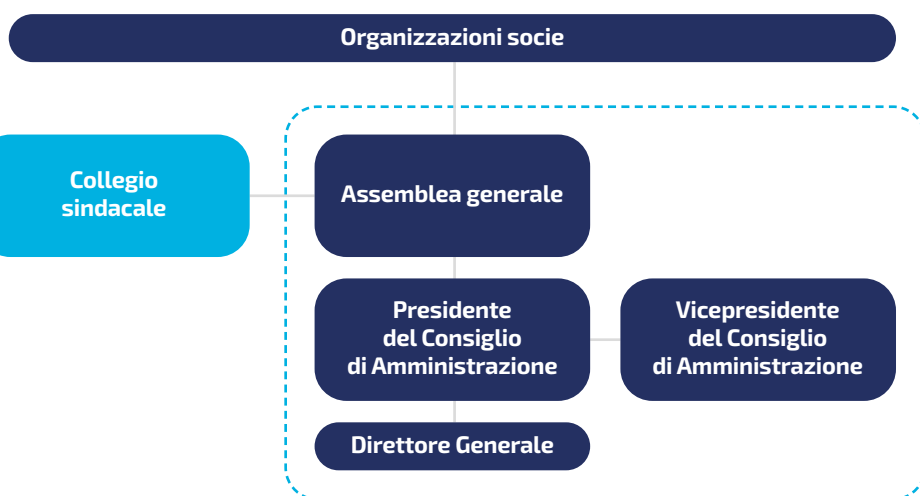 Organizzazioni socie
Collegio
sindacale
Assemblea generale
Presidente
del Consiglio
di Amministrazione
Vicepresidente
del Consiglio
di Amministrazione
Direttore Generale